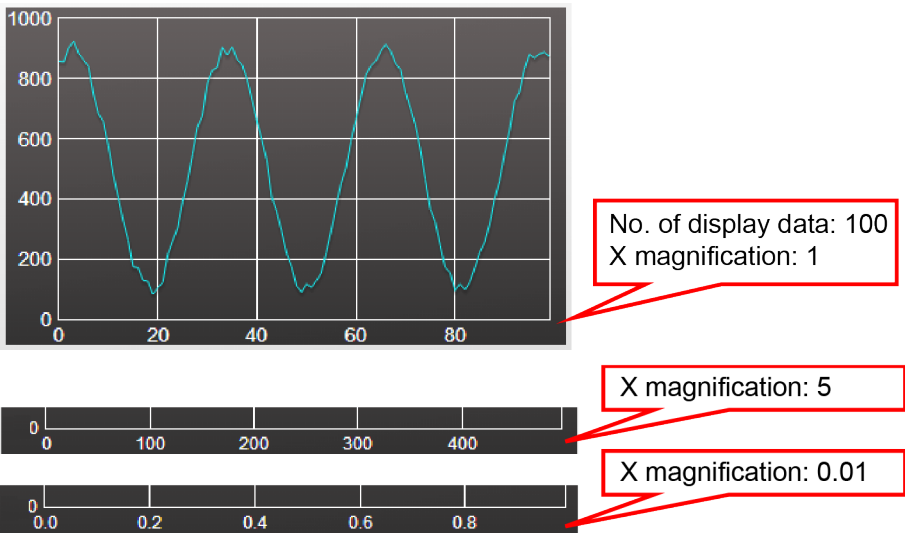 1000
800
600
400
200
0
0 20 40 60 80
No. of display data: 100
X magnification: 1
X magnification: 5
0
0 100 200 300 400
X magnification: 0.01
0
0.0 0.2 0.4 0.6 0.8